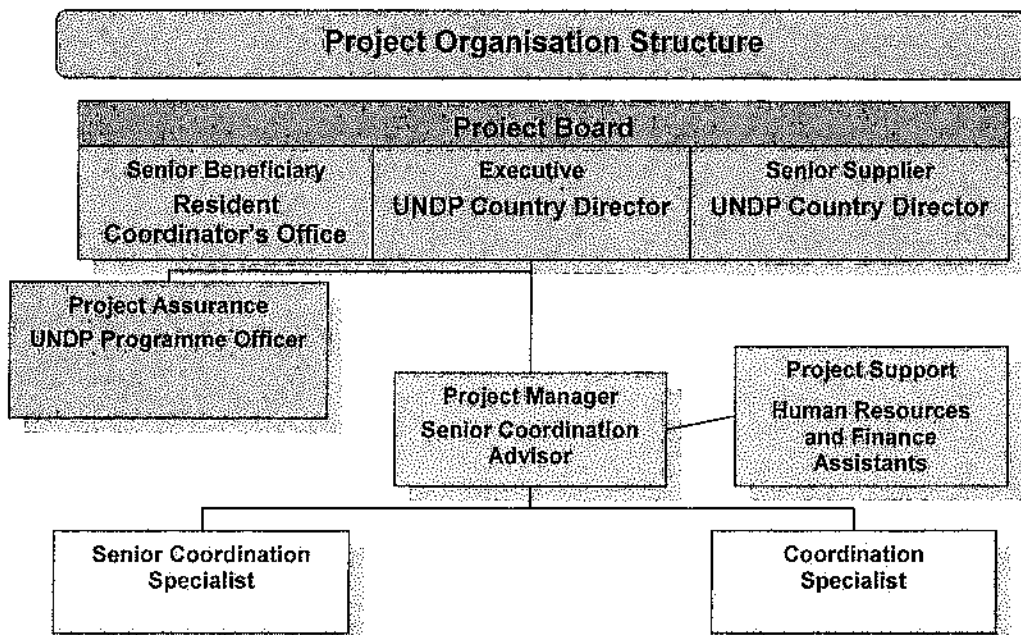 Project Organisation Structure
Project Board
Senior Beneficiary
Resident
Coordinator's Office
Executive
UNDP Country Director
Senior Supplier
UNDP Country Director
Project Assurance
UNDP Programme Officer
Project Manager
Senior Coordination
Advisor
Project Support
Human Resources
and Finance
Assistants
Senior Coordination
Specialist
Coordination
Specialist